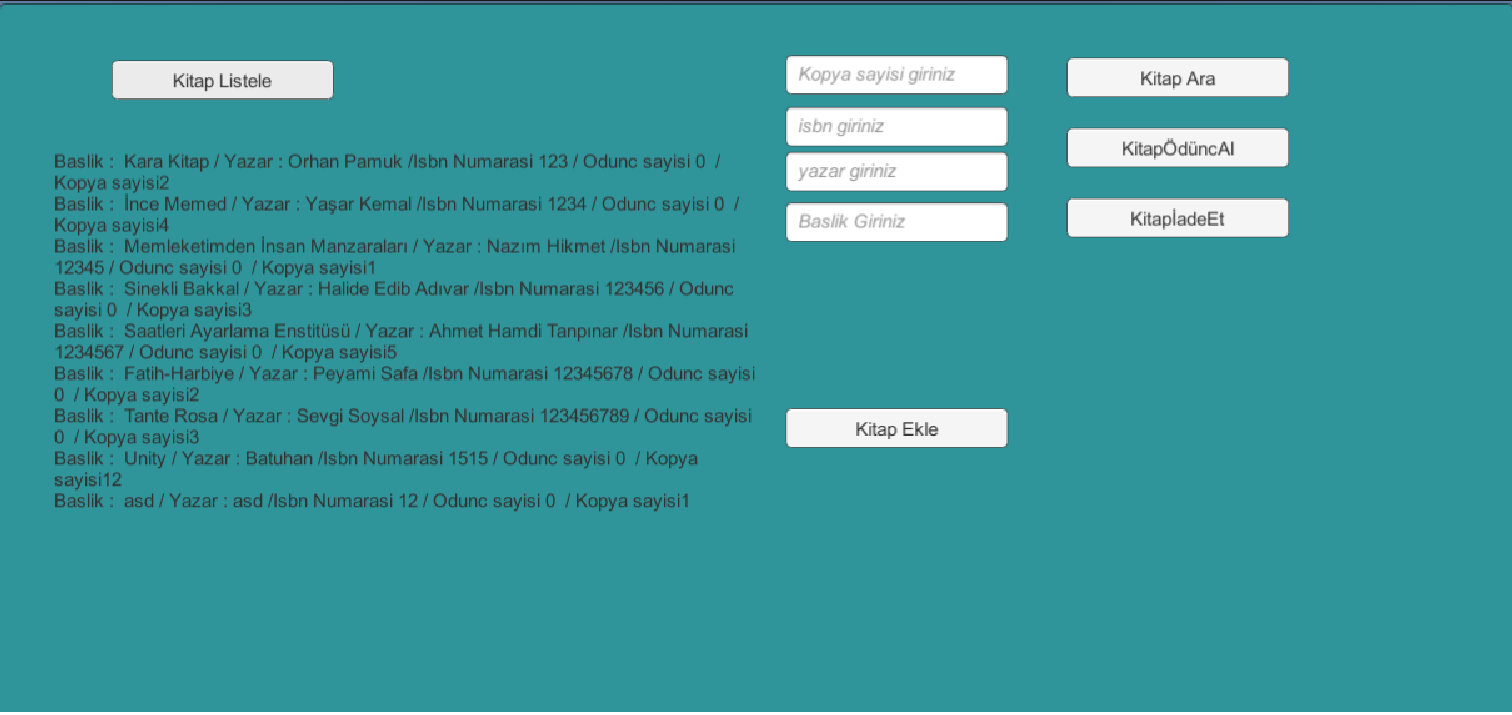 Kitap Listele
Baslik :  Kara Kitap / Yazar : Orhan Pamuk /Isbn Numarasi 123 / Odunc sayisi 0  /
Kopya sayisi2
Baslik :  İnce Memed / Yazar : Yaşar Kemal /Isbn Numarasi 1234 / Odunc sayisi 0  /
Kopya sayisi4
Baslik :  Memleketimden İnsan Manzaraları / Yazar : Nazım Hikmet /Isbn Numarasi
12345 / Odunc sayisi 0  / Kopya sayisi1
Baslik :  Sinekli Bakkal / Yazar : Halide Edib Adıvar /Isbn Numarasi 123456 / Odunc
sayisi 0  / Kopya sayisi3
Baslik :  Saatleri Ayarlama Enstitüsü / Yazar : Ahmet Hamdi Tanpınar /Isbn Numarasi
1234567 / Odunc sayisi 0  / Kopya sayisi5
Baslik :  Fatih-Harbiye / Yazar : Peyami Safa /Isbn Numarasi 12345678 / Odunc sayisi
0  / Kopya sayisi2
Baslik :  Tante Rosa / Yazar : Sevgi Soysal /Isbn Numarasi 123456789 / Odunc sayisi
0  / Kopya sayisi3
Baslik :  Unity / Yazar : Batuhan /Isbn Numarasi 1515 / Odunc sayisi 0  / Kopya
sayisi12
Baslik :  asd / Yazar : asd /Isbn Numarasi 12 / Odunc sayisi 0  / Kopya sayisi1
Kopya sayisi giriniz
isbn giriniz
yazar giriniz
Baslik Giriniz
Kitap Ekle
Kitap Ara
KitapÖdüncAl
KitapİadeEt